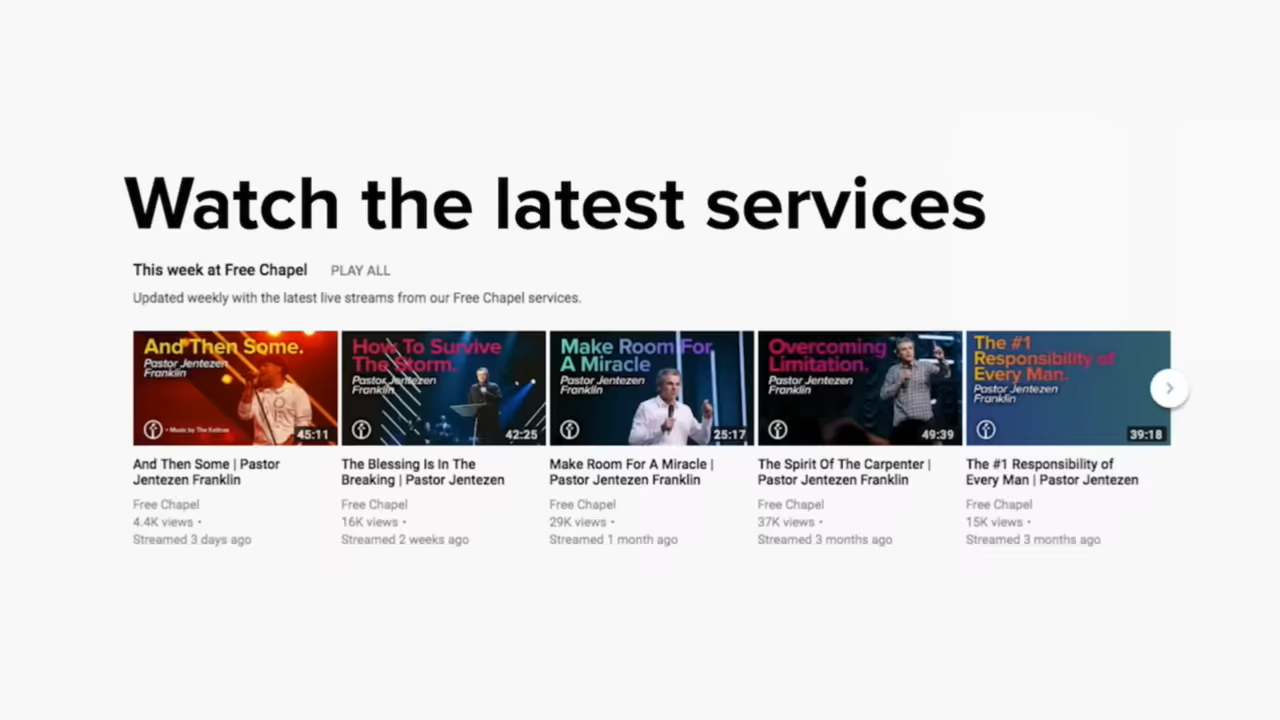 Watch the latest services
This week at Free Chapel PLAY ALL
Updated weekly with the latest live streams from our Free Chapel services.
And Then Some.
Pastor Jentezen
Franklin
• Music by The Katinas
45:11
How To Survive
The Storm.
Pastor Jentezen
Franklin
42:25
Make Room For
A Miracle
Pastor Jentezen
Franklin
25:17
Overcoming
Limitation.
Pastor Jentezen
Franklin
49:39
The #1
Responsibility of
Every Man.
Pastor Jentezen
Franklin
39:18
And Then Some | Pastor
Jentezen Franklin
Free Chapel
4.4K views •
Streamed 3 days ago
The Blessing Is In The
Breaking | Pastor Jentezen
Free Chapel
16K views •
Streamed 2 weeks ago
Make Room For A Miracle |
Pastor Jentezen Franklin
Free Chapel
29K views •
Streamed 1 month ago
The Spirit Of The Carpenter |
Pastor Jentezen Franklin
Free Chapel
37K views •
Streamed 3 months ago
The #1 Responsibility of
Every Man | Pastor Jentezen
Free Chapel
15K views •
Streamed 3 months ago